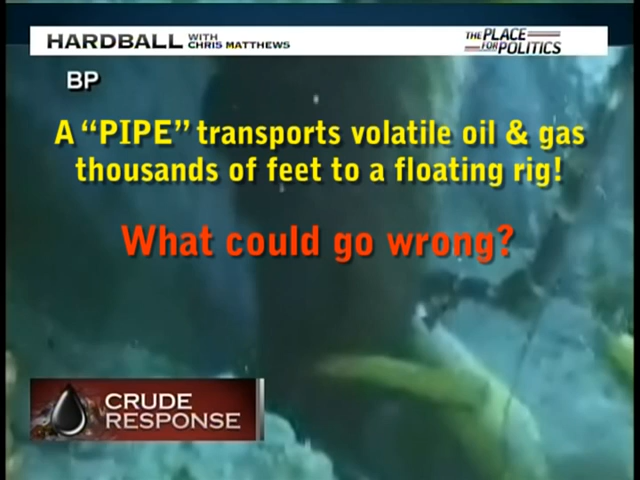 HARDBALL WITH CHRIS MATTHEWS
THE PLACE FOR POLITICS
BP
A “PIPE” transports volatile oil & gas
thousands of feet to a floating rig!
What could go wrong?
CRUDE
RESPONSE